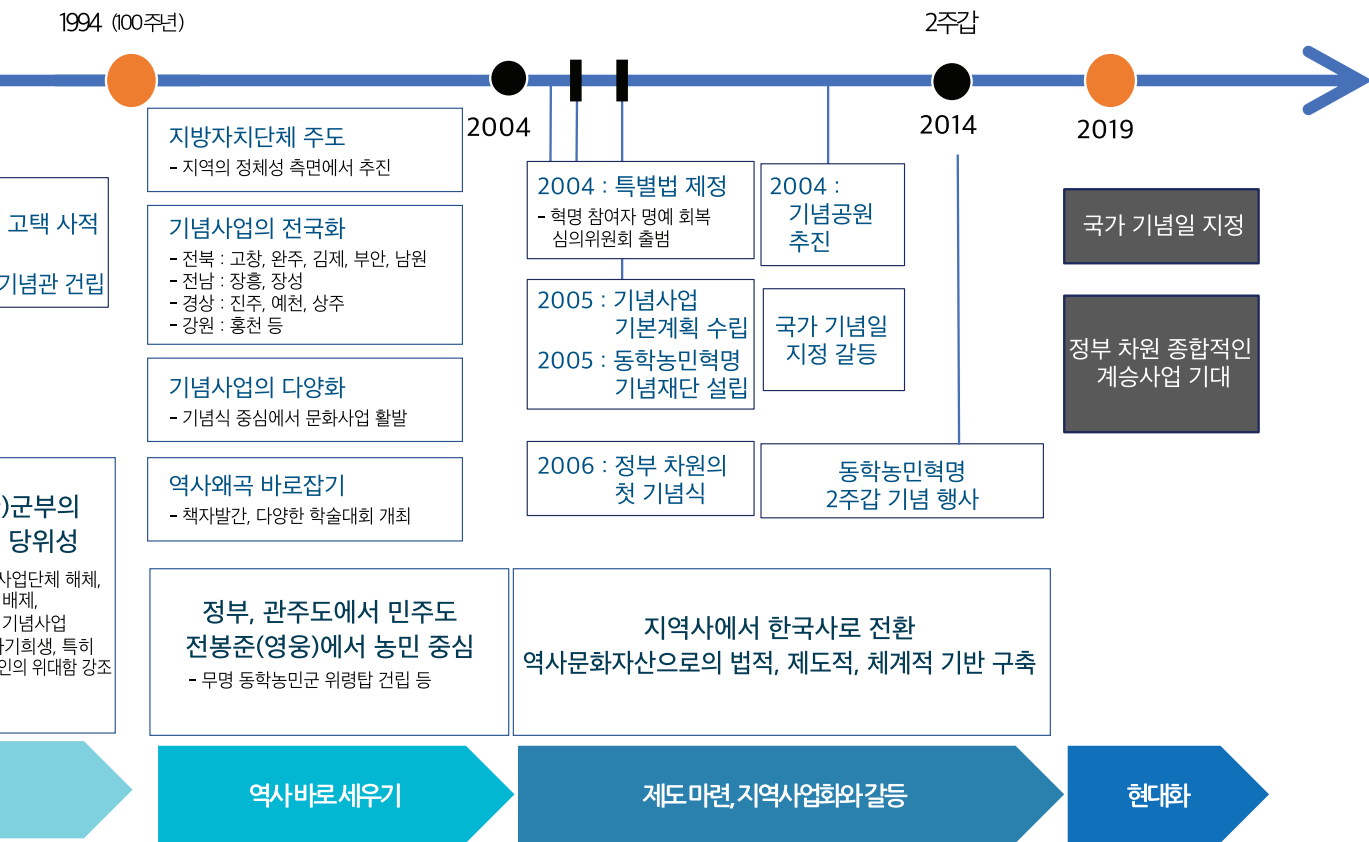 1994 (100주년)
2주갑
2004
2014
2019
고택 사적
기념관 건립
)군부의
당위성
사업단체 해체,
배제,
기념사업
자기희생, 특히
인의 위대함 강조
지방자치단체 주도
- 지역의 정체성 측면에서 추진
기념사업의 전국화
- 전북 : 고창, 완주, 김제, 부안, 남원
- 전남 : 장흥, 장성
- 경상 : 진주, 예천, 상주
- 강원 : 홍천 등
기념사업의 다양화
- 기념식 중심에서 문화사업 활발
역사왜곡 바로잡기
- 책자발간, 다양한 학술대회 개최
정부, 관주도에서 민주도
전봉준(영웅)에서 농민 중심
- 무명 동학농민군 위령탑 건립 등
2004 : 특별법 제정
- 혁명 참여자 명예 회복
심의위원회 출범
2005 : 기념사업
기본계획 수립
2005 : 동학농민혁명
기념재단 설립
2006 : 정부 차원의
첫 기념식
2004 :
기념공원
추진
국가 기념일
지정 갈등
동학농민혁명
2주갑 기념 행사
지역사에서 한국사로 전환
역사문화자산으로의 법적, 제도적, 체계적 기반 구축
국가 기념일 지정
정부 차원 종합적인
계승사업 기대
역사 바로 세우기
제도 마련, 지역사업화와 갈등
현대화